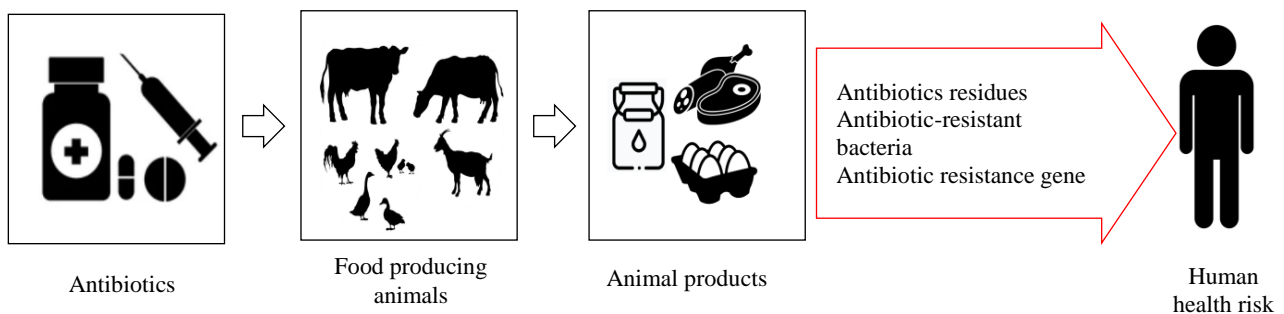 Antibiotics residues
Antibiotic-resistant
bacteria
Antibiotic resistance gene
Antibiotics
Food producing
animals
Animal products
Human
health risk